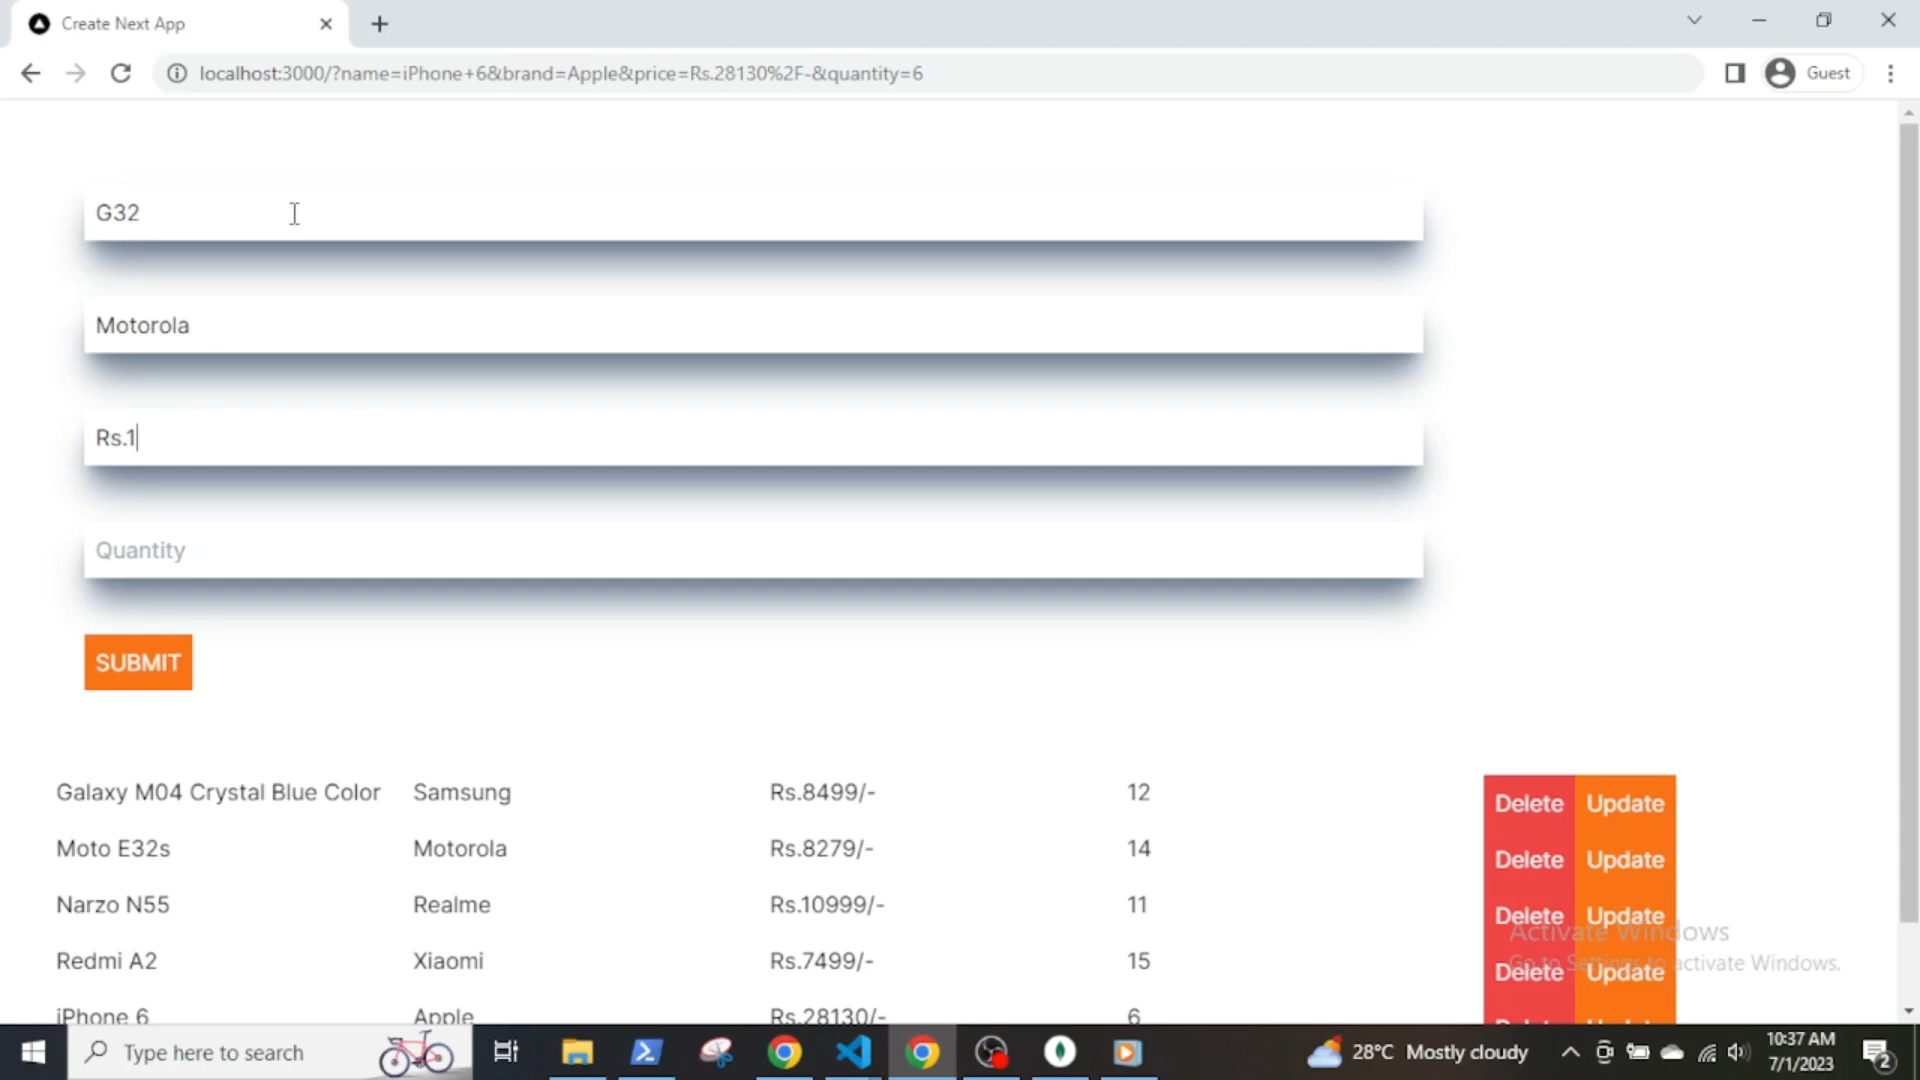 Create Next App
localhost:3000/?name=iPhone+6&brand=Apple&price=Rs.28130%2F-&quantity=6
Guest
G32
Motorola
Rs.1
Quantity
SUBMIT
Galaxy M04 Crystal Blue Color Samsung Rs.8499/- 12 Delete Update
Moto E32s Motorola Rs.8279/- 14 Delete Update
Narzo N55 Realme Rs.10999/- 11 Delete Update
Activate Windows
Redmi A2 Xiaomi Rs.7499/- 15 Delete Update
Go to Settings to activate Windows.
iPhone 6 Apple Rs.28130/- 6
Type here to search
28°C Mostly cloudy
10:37 AM
7/1/2023
2